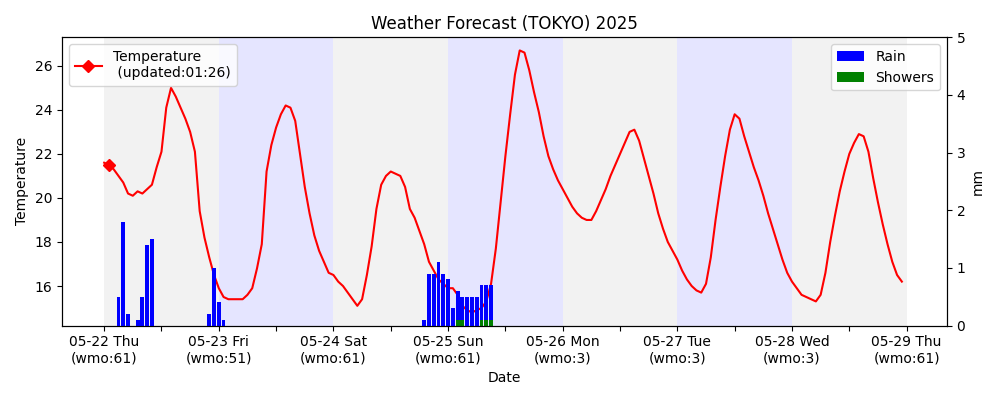 Weather Forecast (TOKYO) 2025
Temperature
(updated:01:26)
Rain
Showers
26
24
22
20
18
16
Temperature
5
4
3
2
1
0
mm
05-22 Thu
(wmo:61)
05-23 Fri
(wmo:51)
05-24 Sat
(wmo:61)
05-25 Sun
(wmo:61)
05-26 Mon
(wmo:3)
05-27 Tue
(wmo:3)
05-28 Wed
(wmo:3)
05-29 Thu
(wmo:61)
Date